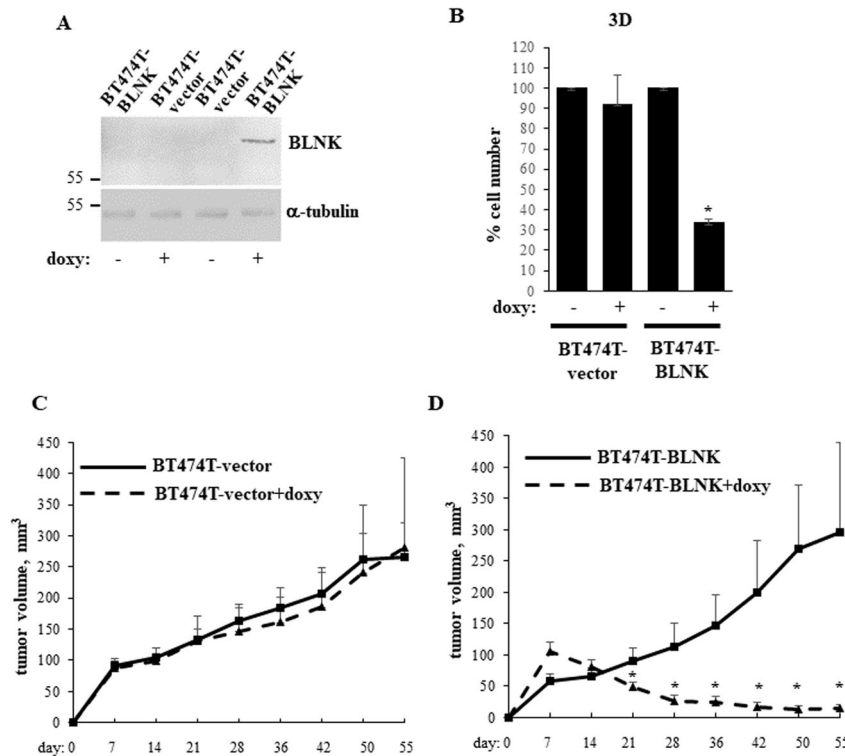 A
BT474T-
BLNK
BT474T-
vector
BT474T-
vector
BT474T-
BLNK
BLNK
55
55
α-tubulin
doxy: - + - +
B
3D
% cell number
120
110
100
90
80
70
60
50
40
30
20
10
0
*
doxy: - + - +
BT474T-
vector
BT474T-
BLNK
C
BT474T-vector
BT474T-vector+doxy
tumor volume, mm³
450
400
350
300
250
200
150
100
50
0
day: 0 7 14 21 28 36 42 50 55
D
BT474T-BLNK
BT474T-BLNK+doxy
tumor volume, mm³
450
400
350
300
250
200
150
100
50
0
* * * * * *
day: 0 7 14 21 28 36 42 50 55